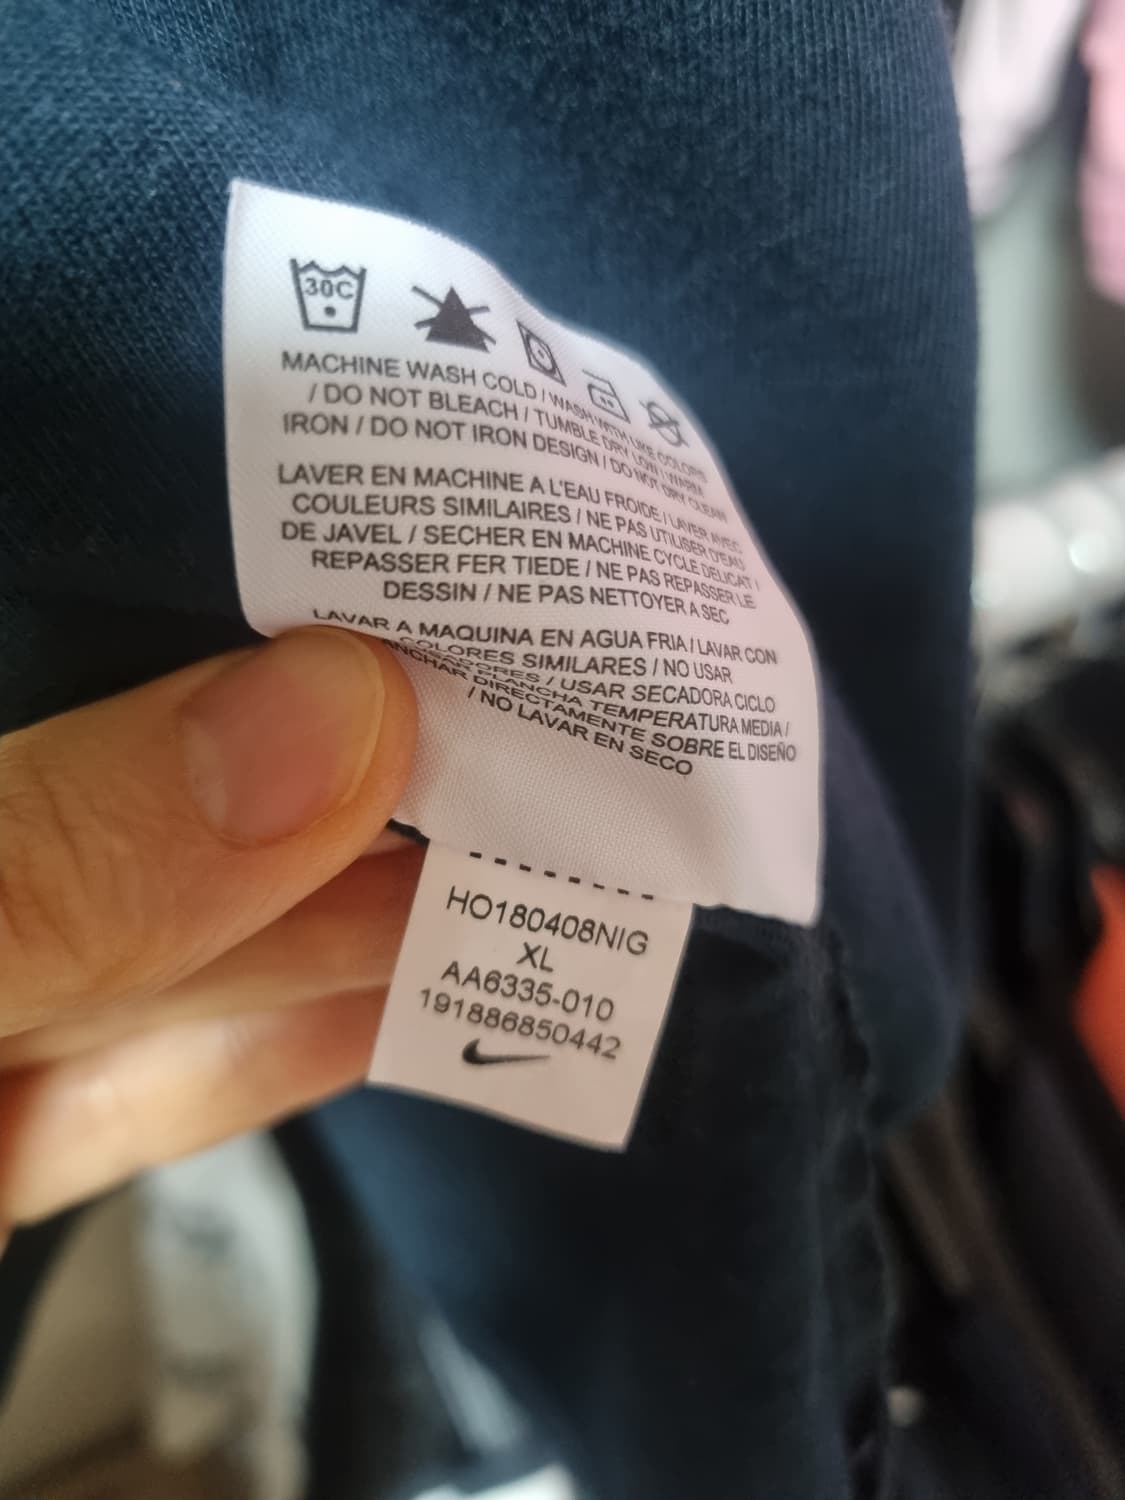 30C
MACHINE WASH COLD / WASH WITH LIKE COLORS
/ DO NOT BLEACH / TUMBLE DRY LOW / WARM
IRON / DO NOT IRON DESIGN / DO NOT DRY CLEAN
LAVER EN MACHINE A L'EAU FROIDE / LAVER AVEC
COULEURS SIMILAIRES / NE PAS UTILISER D'EAU
DE JAVEL / SECHER EN MACHINE CYCLE DELICAT /
REPASSER FER TIEDE / NE PAS REPASSER LE
DESSIN / NE PAS NETTOYER A SEC
LAVAR A MAQUINA EN AGUA FRIA / LAVAR CON
COLORES SIMILARES / NO USAR
/ USAR SECADORA CICLO
PLANCHA TEMPERATURA MEDIA /
DIRECTAMENTE SOBRE EL DISEÑO
/ NO LAVAR EN SECO
HO180408NIG
XL
AA6335-010
191886850442